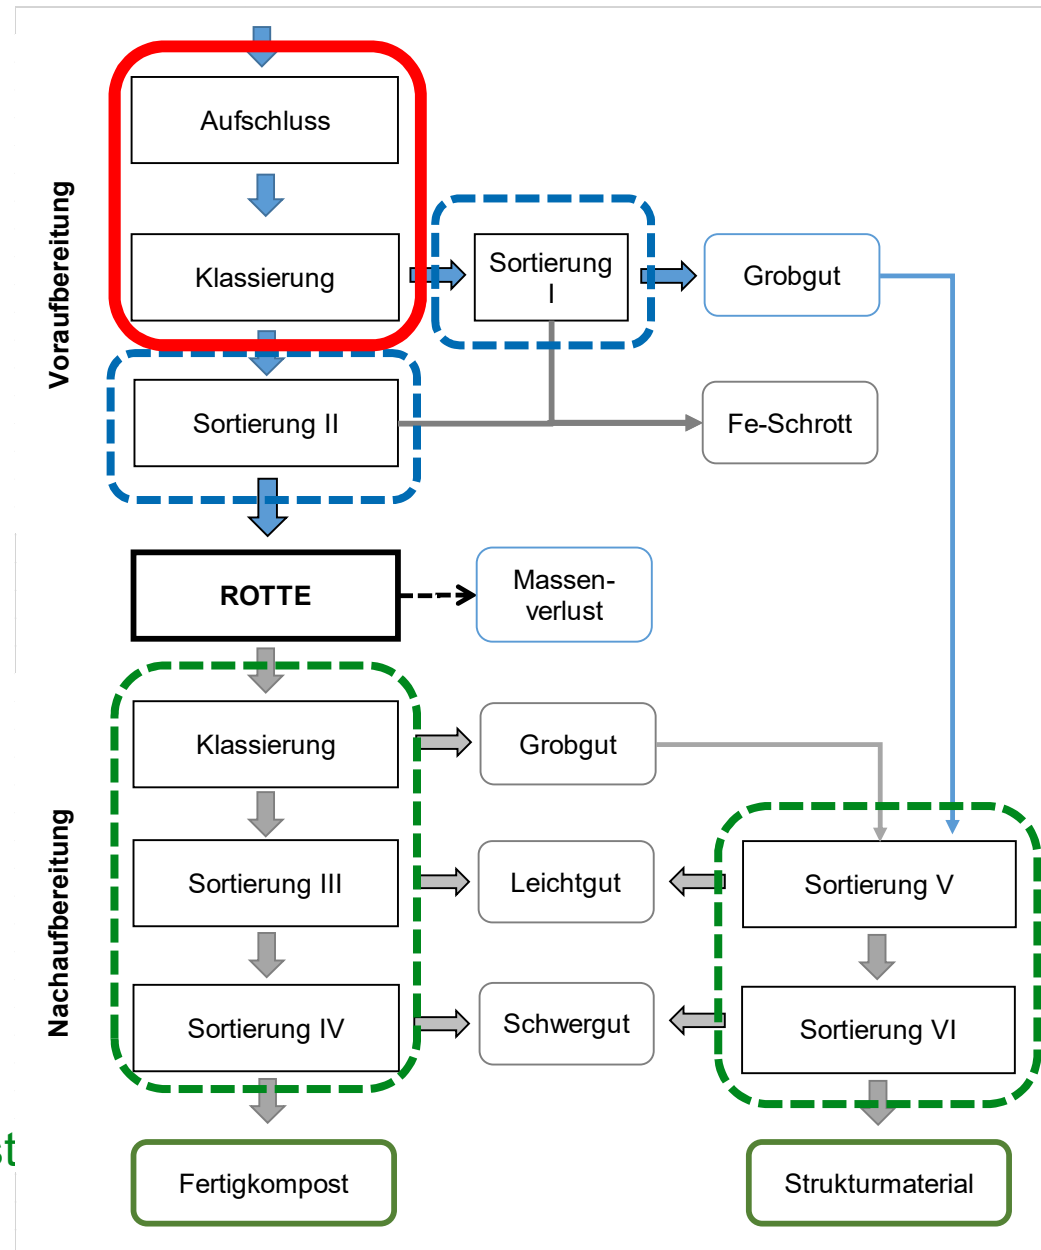 Voraufbereitung
Aufschluss
Klassierung
Sortierung
I
Grobgut
Sortierung II
Fe-Schrott
ROTTE
Massen-
verlust
Nachaufbereitung
Klassierung
Grobgut
Sortierung III
Leichtgut
Sortierung V
Sortierung IV
Schwergut
Sortierung VI
st
Fertigkompost
Strukturmaterial